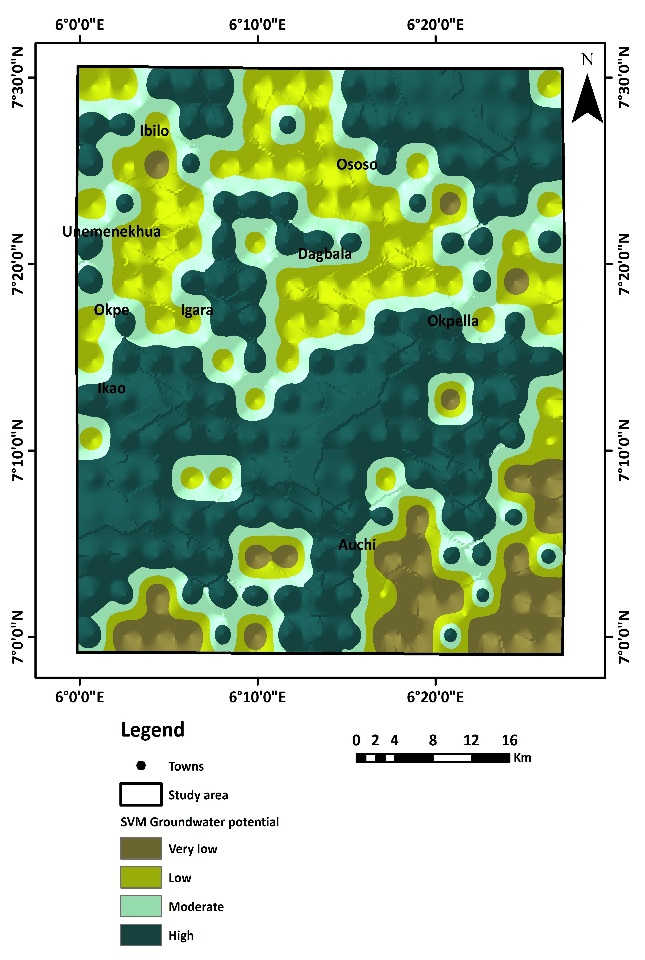 6°0'0"E 6°10'0"E 6°20'0"E
N
7°30'0"N 7°30'0"N
Ibilo
Ososo
Unemenekhua
Dagbala
7°20'0"N 7°20'0"N
Okpe Igara
Okpella
Ikao
7°10'0"N 7°10'0"N
Auchi
7°0'0"N 7°0'0"N
6°0'0"E 6°10'0"E 6°20'0"E
Legend
0 2 4 8 12 16
Km
Towns
Study area
SVM Groundwater potential
Very low
Low
Moderate
High